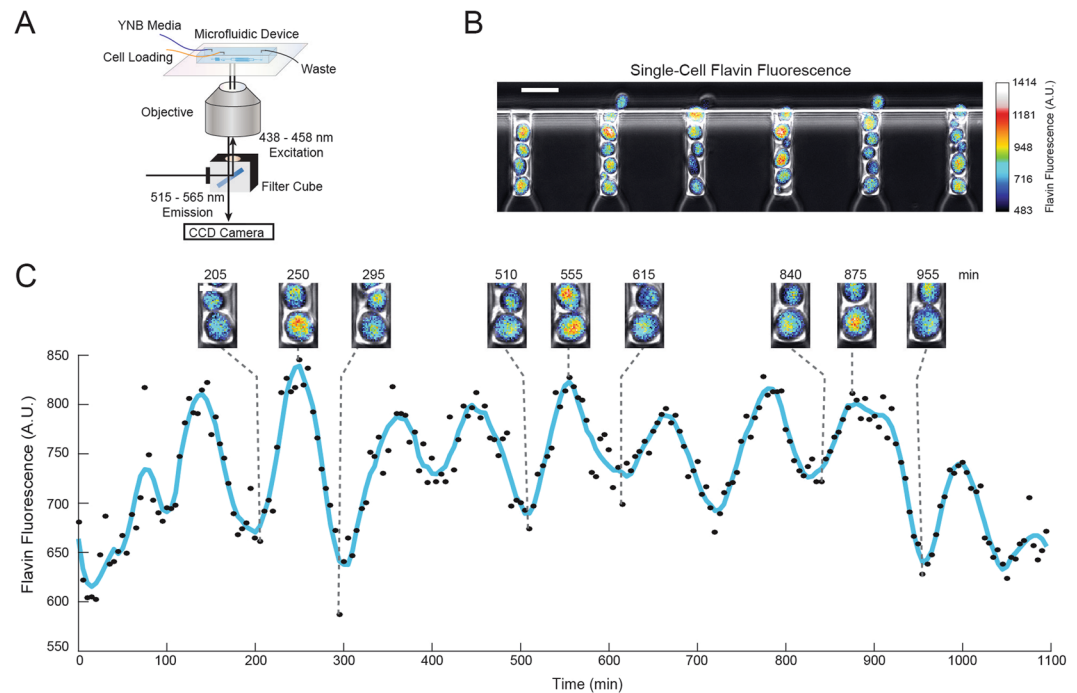 A
YNB Media
Microfluidic Device
Cell Loading
Waste
Objective
438 - 458 nm
Excitation
Filter Cube
515 - 565 nm
Emission
CCD Camera
B
Single-Cell Flavin Fluorescence
1414
1181
948
716
483
Flavin Fluorescence (A.U.)
C
205 250 295 510 555 615 840 875 955 min
850
800
750
700
650
600
550
Flavin Fluorescence (A.U.)
0 100 200 300 400 500 600 700 800 900 1000 1100
Time (min)